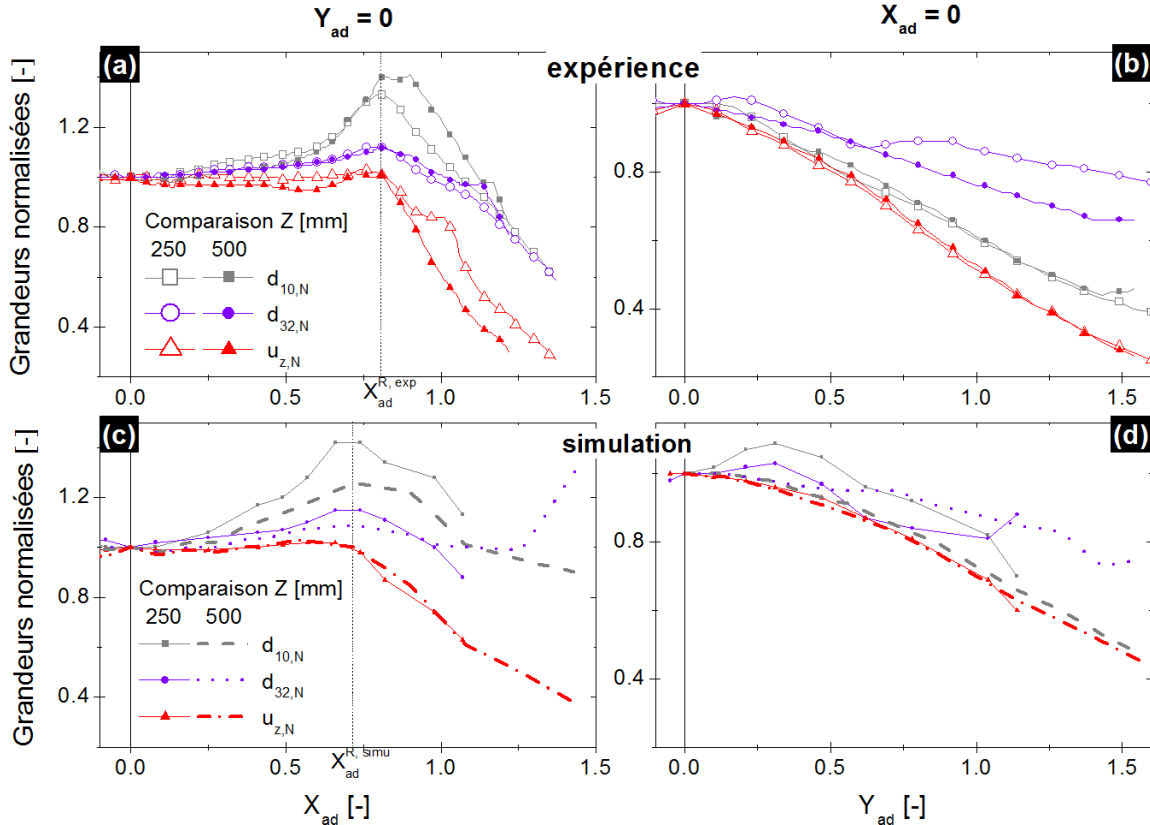 Y_ad = 0
X_ad = 0
(a)
expérience
(b)
Grandeurs normalisées [-]
1.2
0.8
0.4
Comparaison Z [mm]
250 500
d_10,N
d_32,N
u_z,N
0.8
0.4
0.0 0.5 1.0 1.5
X_ad^R, exp
0.0 0.5 1.0 1.5
(c)
simulation
(d)
Grandeurs normalisées [-]
1.2
0.8
0.4
Comparaison Z [mm]
250 500
d_10,N
d_32,N
u_z,N
0.8
0.4
0.0 0.5 1.0 1.5
X_ad^R, simu
0.0 0.5 1.0 1.5
X_ad [-]
Y_ad [-]